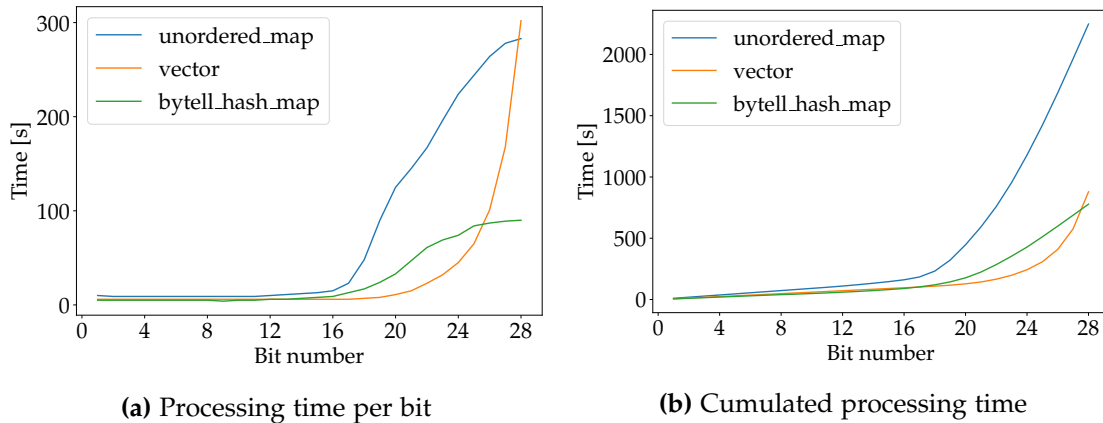 unordered_map
vector
bytell_hash_map
Time [s]
300
200
100
0
0 4 8 12 16 20 24 28
Bit number
(a) Processing time per bit
unordered_map
vector
bytell_hash_map
Time [s]
2000
1500
1000
500
0
0 4 8 12 16 20 24 28
Bit number
(b) Cumulated processing time